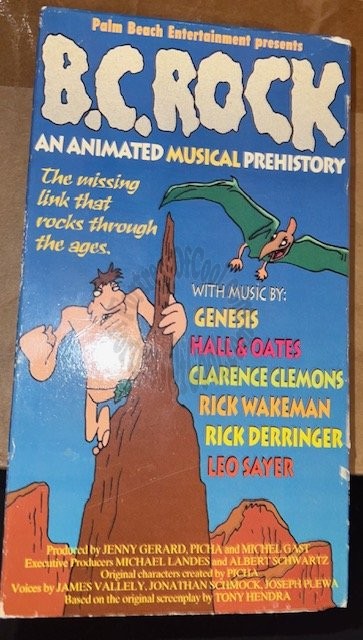 Palm Beach Entertainment presents
B.C. ROCK
AN ANIMATED MUSICAL PREHISTORY
The missing
link that
rocks through
the ages.
WITH MUSIC BY:
GENESIS
HALL & OATES
CLARENCE CLEMONS
RICK WAKEMAN
RICK DERRINGER
LEO SAYER
Produced by JENNY GERARD, PICHA and MICHEL GAST
Executive Producers MICHAEL LANDES and ALBERT SCHWARTZ
Original characters created by PICHA
Voices by JAMES VALLELY, JONATHAN SCHMOCK, JOSEPH PLEWA
Based on the original screenplay by TONY HENDRA